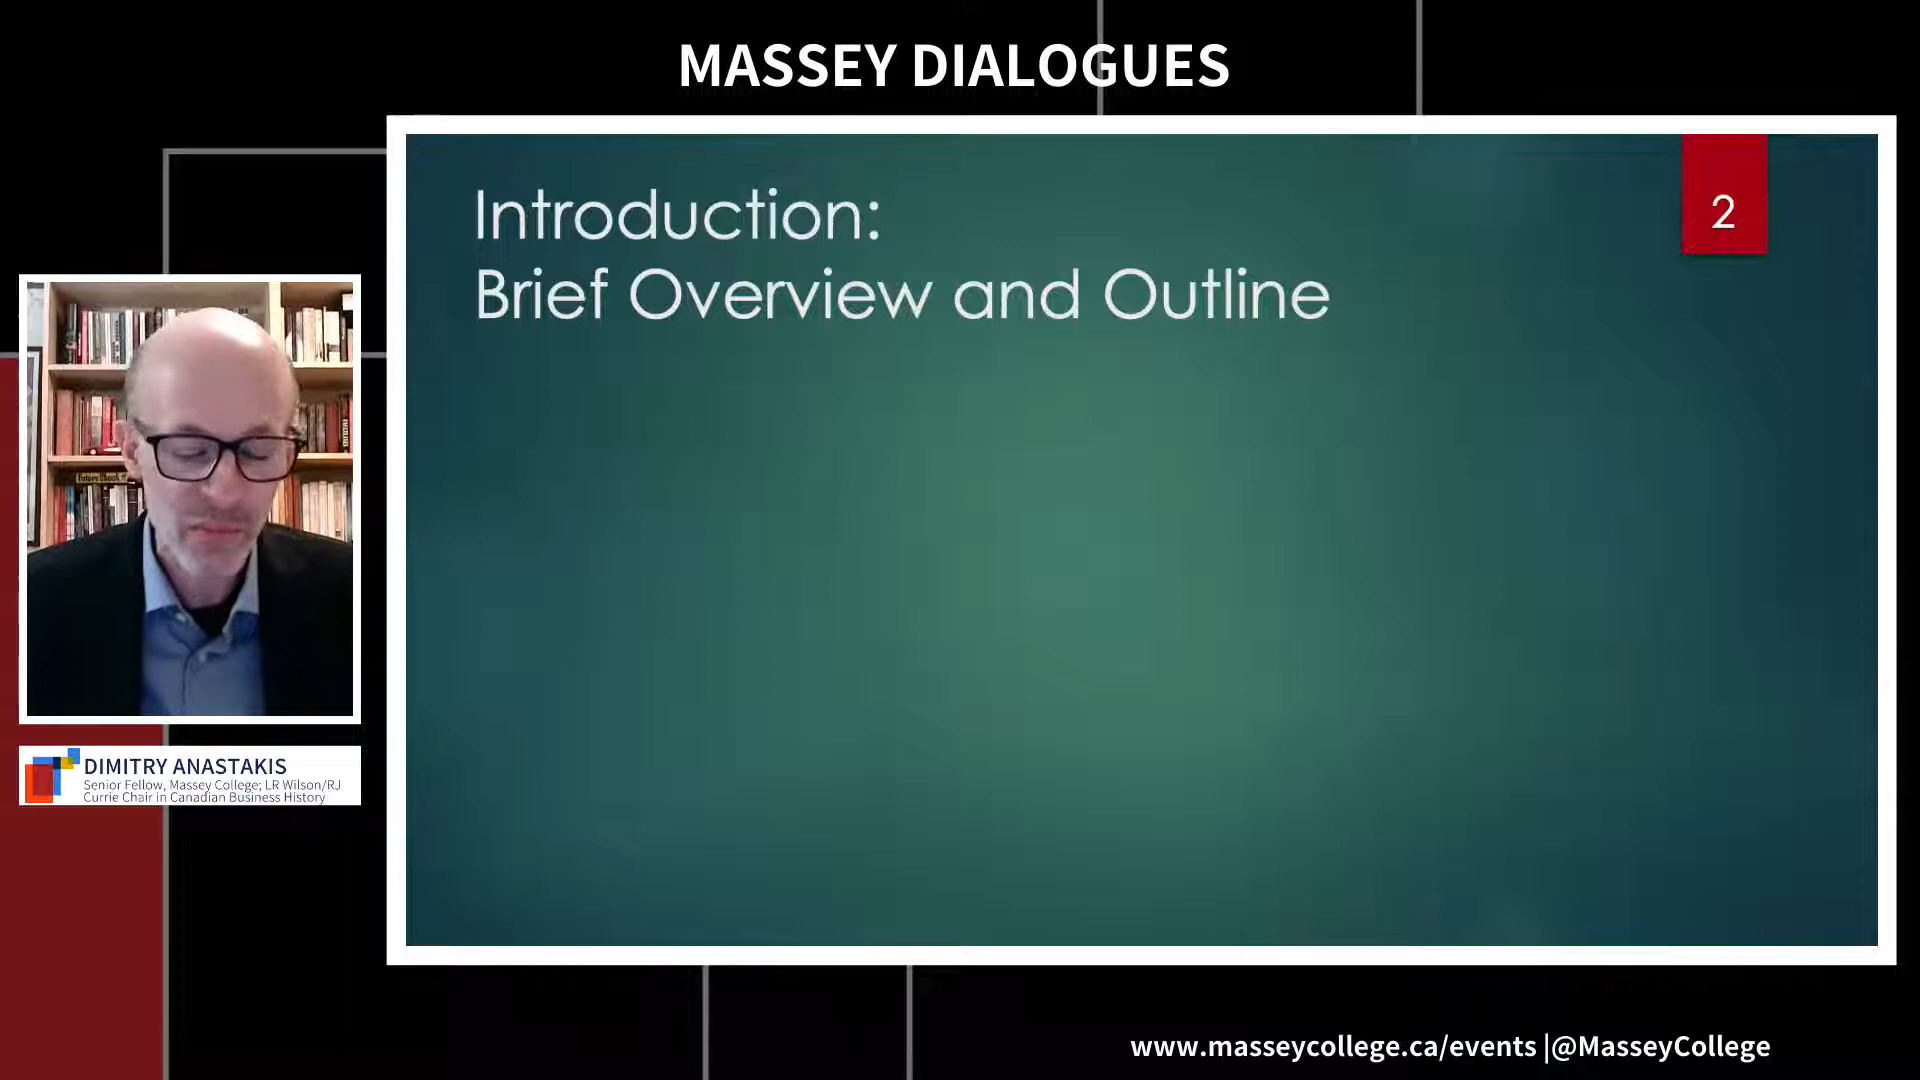 MASSEY DIALOGUES
Introduction:
Brief Overview and Outline
2
DIMITRY ANASTAKIS
Senior Fellow, Massey College; LR Wilson/RJ
Currie Chair in Canadian Business History
www.masseycollege.ca/events |@MasseyCollege